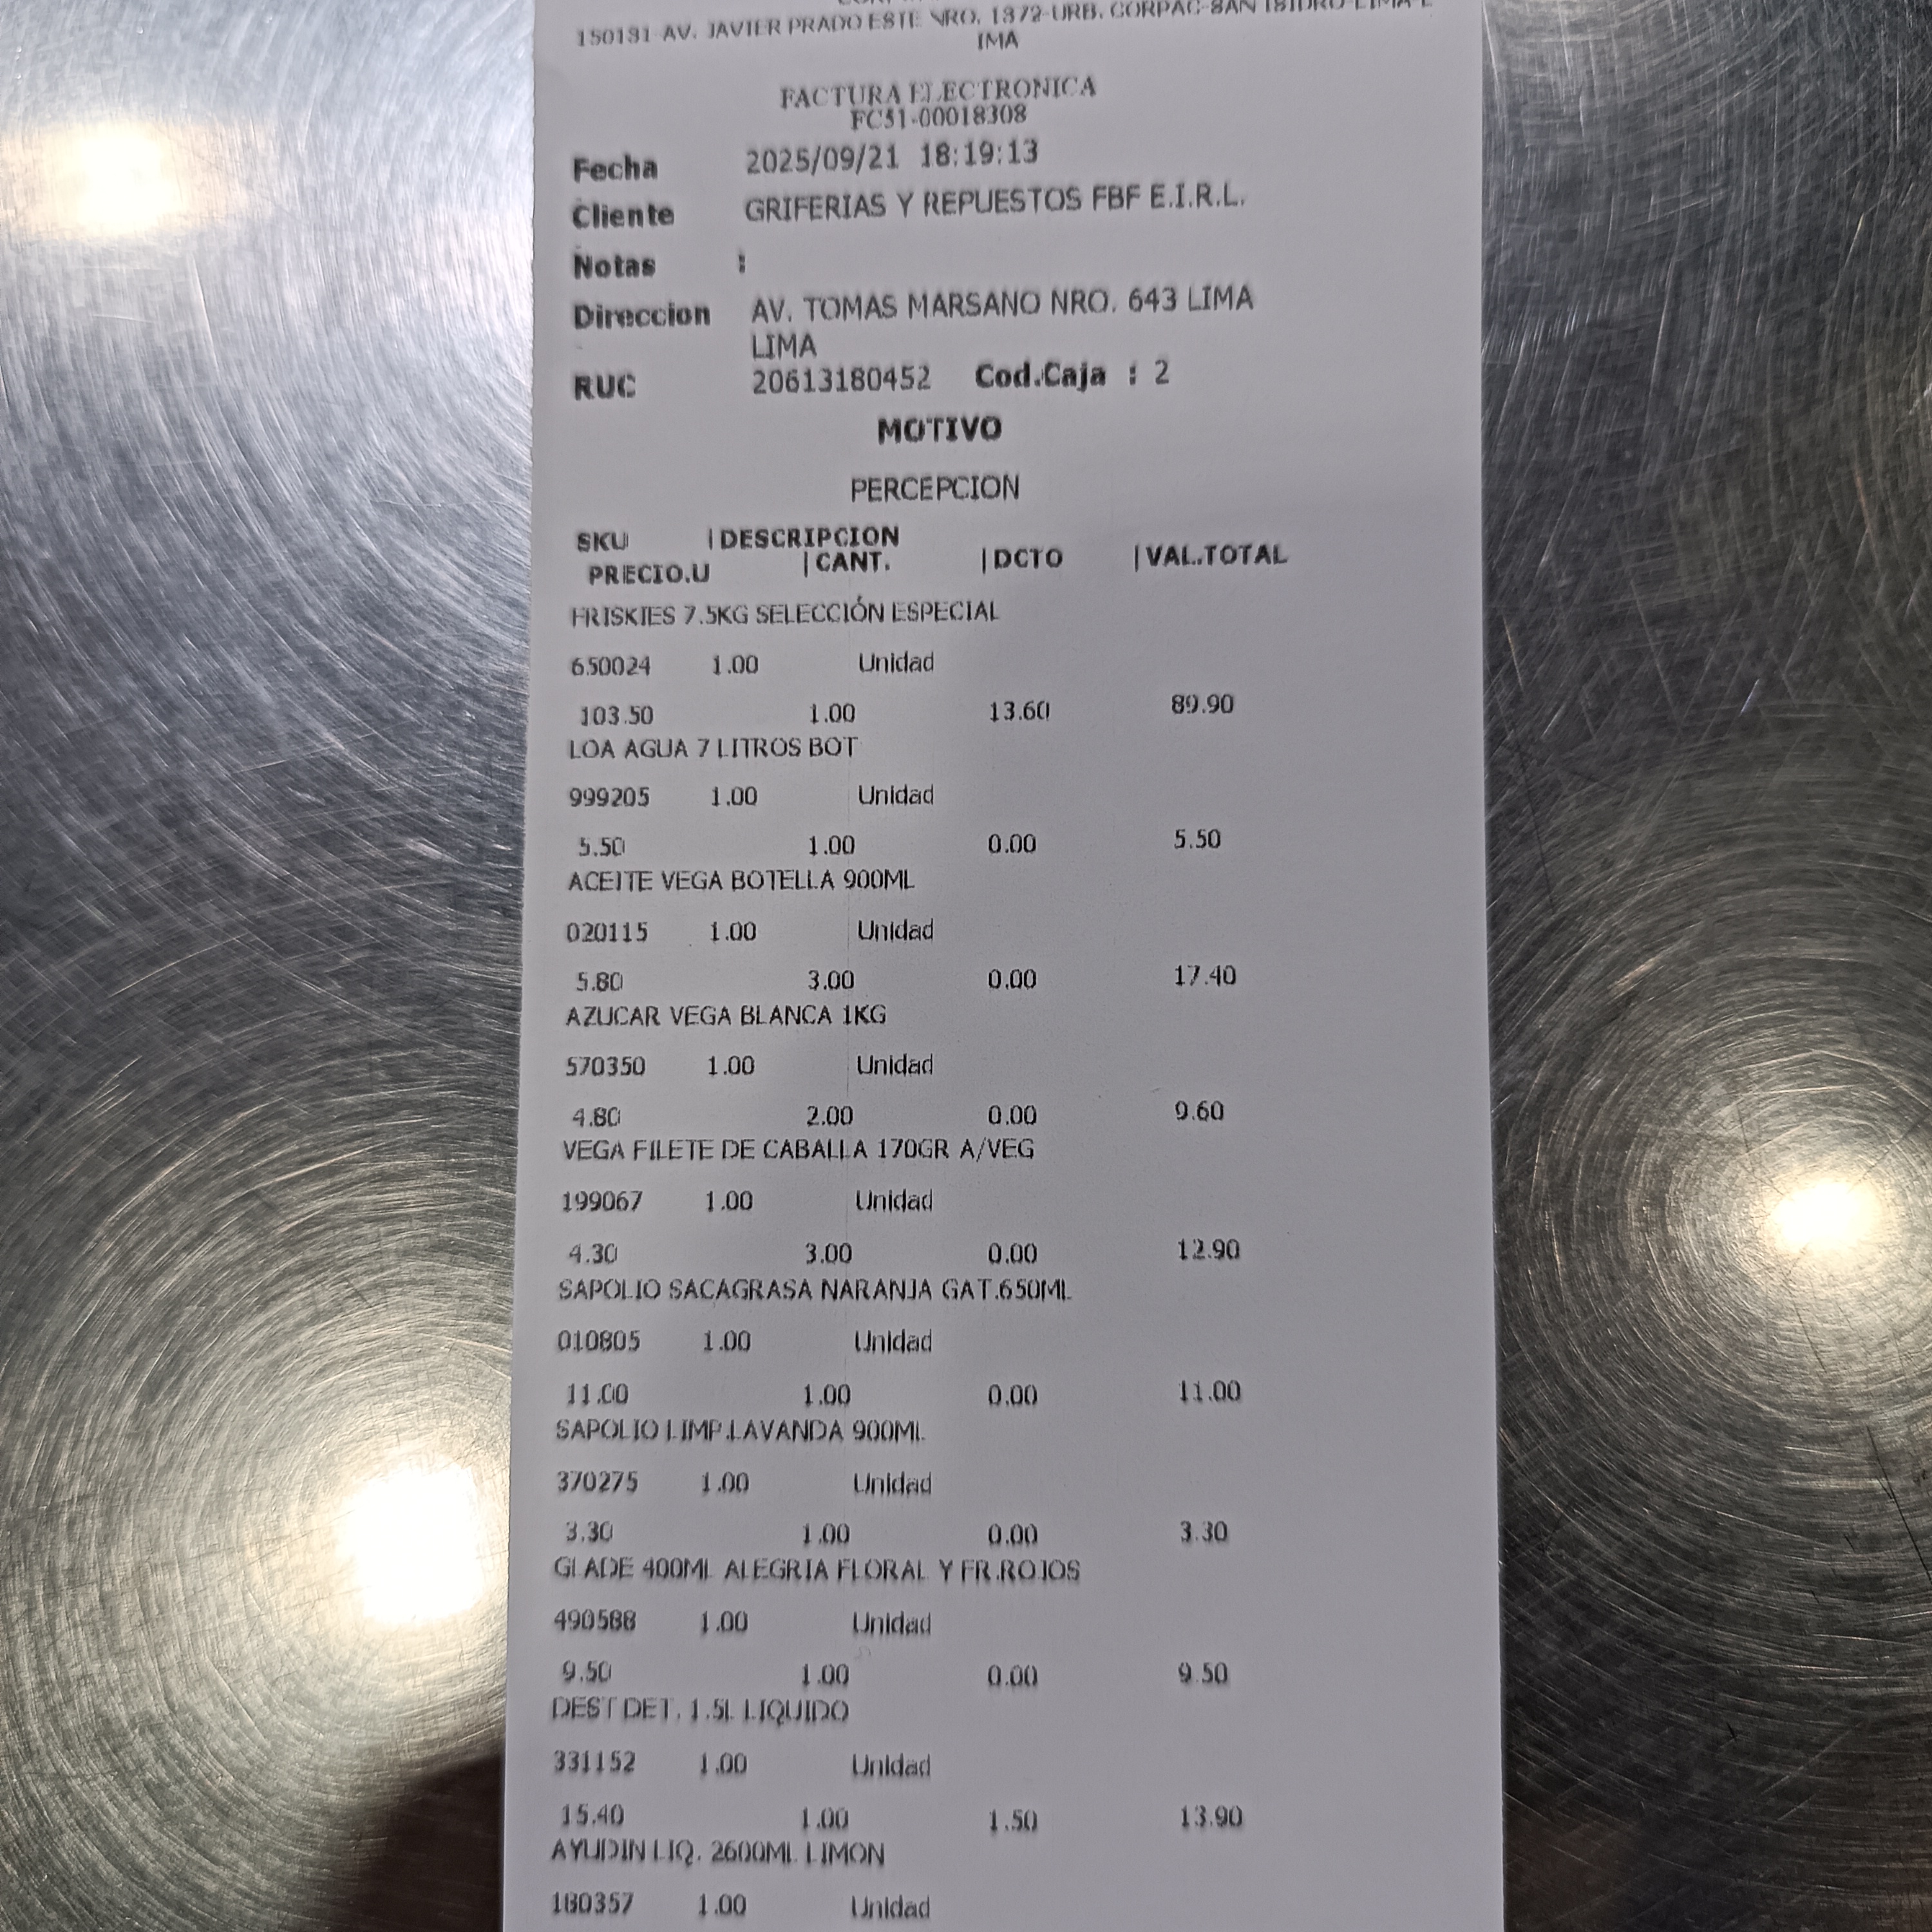 150131-AV. JAVIER PRADO ESTE NRO. 1372-URB. CORPAC-SAN ISIDRO-LIMA-L
IMA
FACTURA ELECTRONICA
FC51-00018308
Fecha 2025/09/21 18:19:13
Cliente GRIFERIAS Y REPUESTOS FBF E.I.R.L.
Notas :
Direccion AV. TOMAS MARSANO NRO. 643 LIMA
LIMA
RUC 20613180452 Cod.Caja : 2
MOTIVO
PERCEPCION
SKU |DESCRIPCION
PRECIO.U |CANT. |DCTO |VAL.TOTAL
FRISKIES 7.5KG SELECCIÓN ESPECIAL
650024 1.00 Unidad
103.50 1.00 13.60 89.90
LOA AGUA 7 LITROS BOT
999205 1.00 Unidad
5.50 1.00 0.00 5.50
ACEITE VEGA BOTELLA 900ML
020115 1.00 Unidad
5.80 3.00 0.00 17.40
AZUCAR VEGA BLANCA 1KG
570350 1.00 Unidad
4.80 2.00 0.00 9.60
VEGA FILETE DE CABALLA 170GR A/VEG
199067 1.00 Unidad
4.30 3.00 0.00 12.90
SAPOLIO SACAGRASA NARANJA GAT.650ML
010805 1.00 Unidad
11.00 1.00 0.00 11.00
SAPOLIO LIMP.LAVANDA 900ML
370275 1.00 Unidad
3.30 1.00 0.00 3.30
GLADE 400ML ALEGRIA FLORAL Y FR.ROJOS
490588 1.00 Unidad
9.50 1.00 0.00 9.50
DEST DET. 1.5L LIQUIDO
331152 1.00 Unidad
15.40 1.00 1.50 13.90
AYUDIN LIQ. 2600ML LIMON
180357 1.00 Unidad